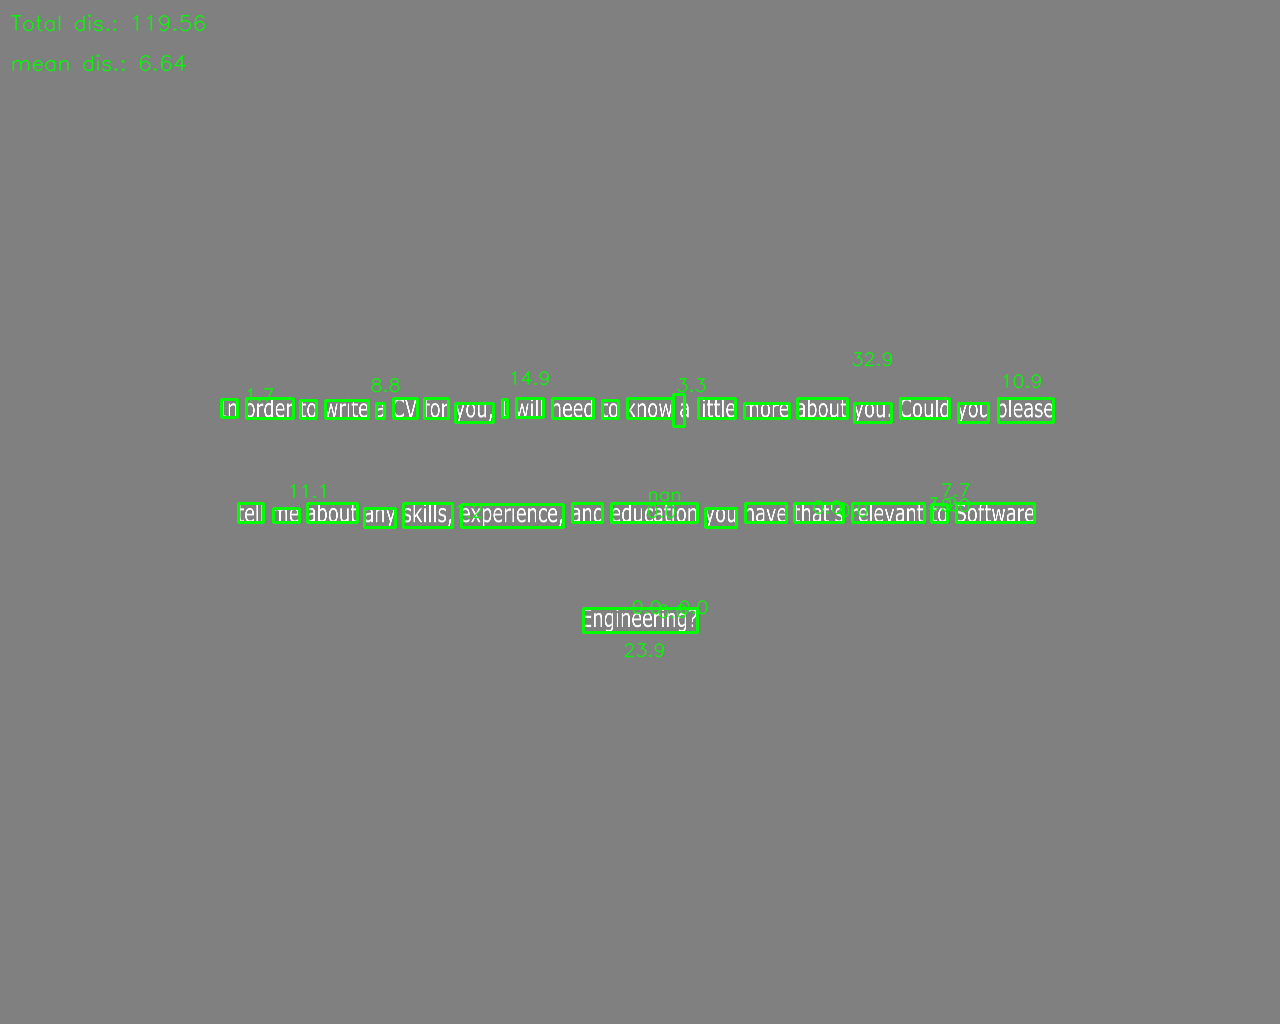 Total dis.: 119.56
mean dis.: 6.64
32.9
1.7 8.8 14.9 3.3 10.9
In order to write a CV for you, I will need to know a little more about you. Could you please
11.1 7.7
tell me about any skills, experience, and education you have that's relevant to Software
Engineering?
23.9